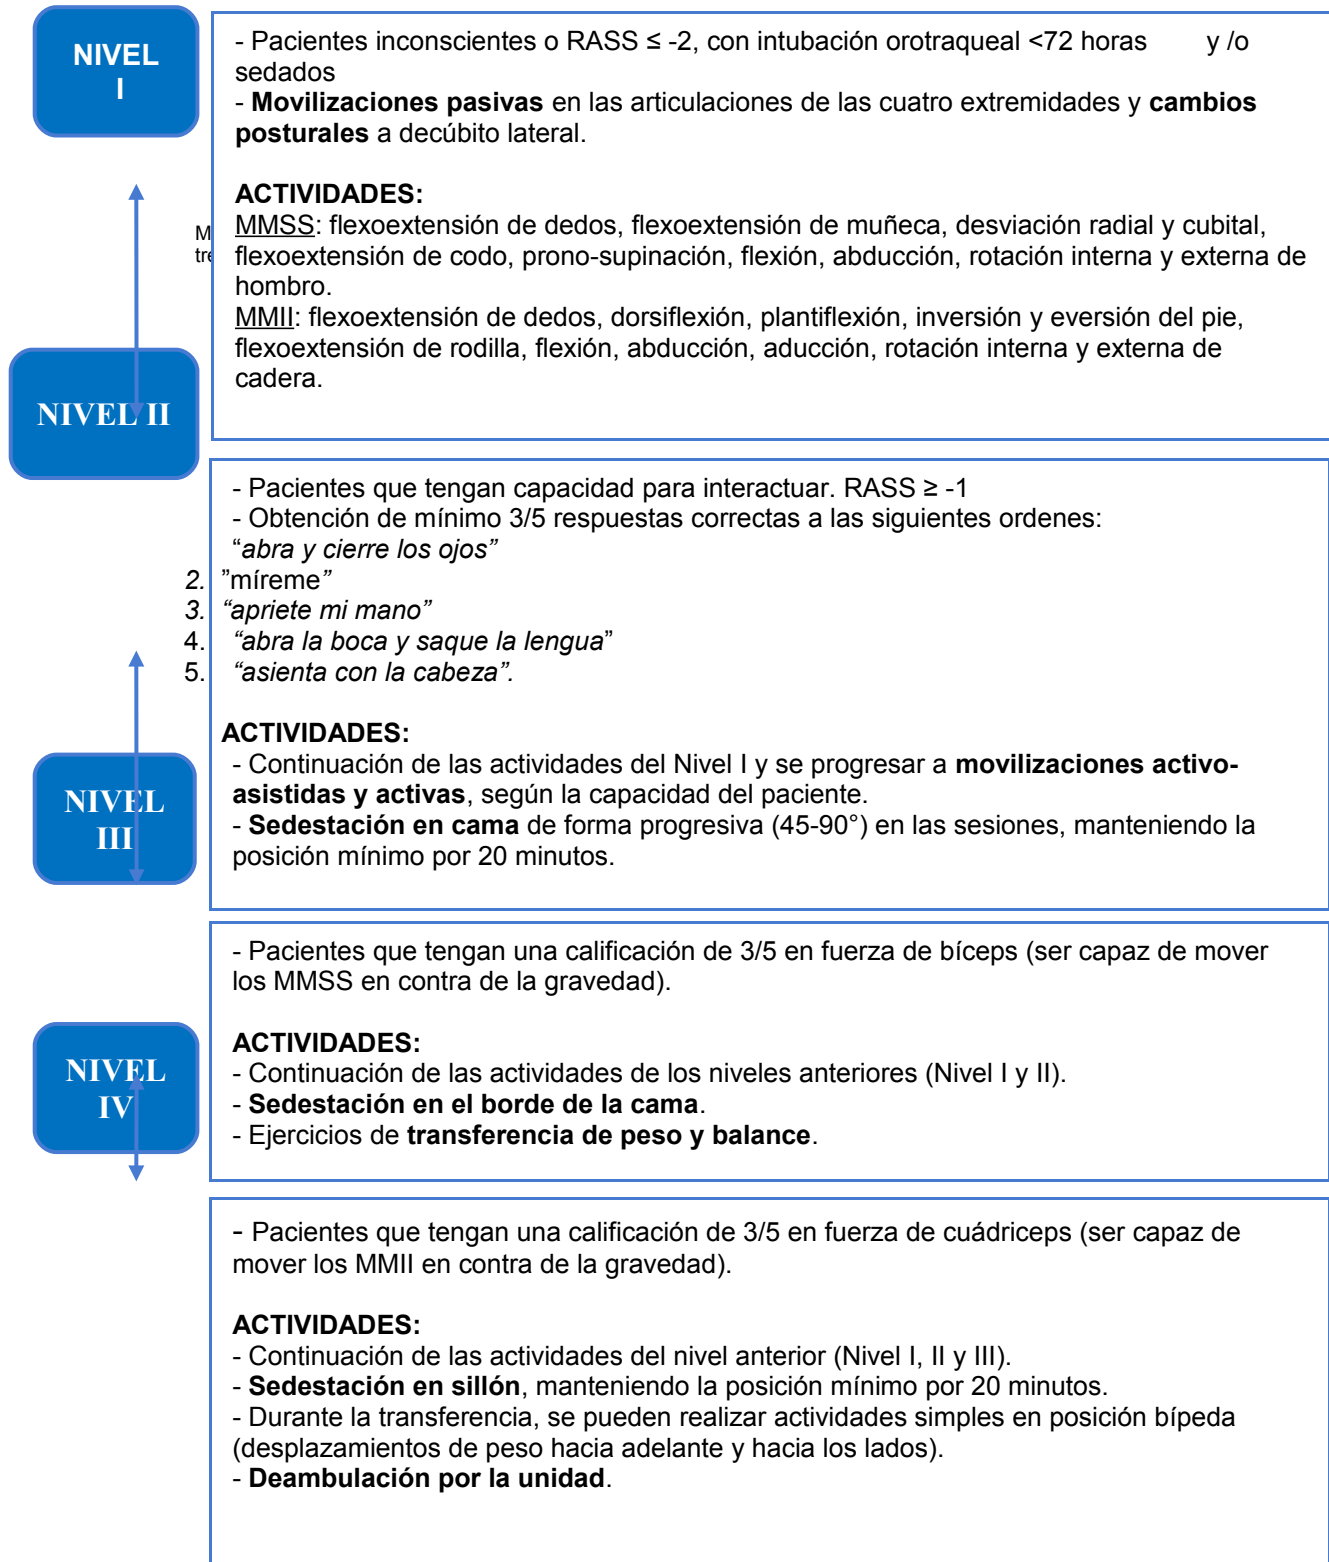 NIVEL
I
- Pacientes inconscientes o RASS ≤ -2, con intubación orotraqueal <72 horas y /o
sedados
- Movilizaciones pasivas en las articulaciones de las cuatro extremidades y cambios
posturales a decúbito lateral.
ACTIVIDADES:
MMSS: flexoextensión de dedos, flexoextensión de muñeca, desviación radial y cubital,
flexoextensión de codo, prono-supinación, flexión, abducción, rotación interna y externa de
hombro.
MMII: flexoextensión de dedos, dorsiflexión, plantiflexión, inversión y eversión del pie,
flexoextensión de rodilla, flexión, abducción, aducción, rotación interna y externa de
cadera.
NIVEL II
- Pacientes que tengan capacidad para interactuar. RASS ≥ -1
- Obtención de mínimo 3/5 respuestas correctas a las siguientes ordenes:
“abra y cierre los ojos”
2. ”míreme”
3. “apriete mi mano”
4. “abra la boca y saque la lengua”
5. “asienta con la cabeza”.
ACTIVIDADES:
- Continuación de las actividades del Nivel I y se progresar a movilizaciones activo-
asistidas y activas, según la capacidad del paciente.
- Sedestación en cama de forma progresiva (45-90°) en las sesiones, manteniendo la
posición mínimo por 20 minutos.
NIVEL
III
- Pacientes que tengan una calificación de 3/5 en fuerza de bíceps (ser capaz de mover
los MMSS en contra de la gravedad).
ACTIVIDADES:
- Continuación de las actividades de los niveles anteriores (Nivel I y II).
- Sedestación en el borde de la cama.
- Ejercicios de transferencia de peso y balance.
NIVEL
IV
- Pacientes que tengan una calificación de 3/5 en fuerza de cuádriceps (ser capaz de
mover los MMII en contra de la gravedad).
ACTIVIDADES:
- Continuación de las actividades del nivel anterior (Nivel I, II y III).
- Sedestación en sillón, manteniendo la posición mínimo por 20 minutos.
- Durante la transferencia, se pueden realizar actividades simples en posición bípeda
(desplazamientos de peso hacia adelante y hacia los lados).
- Deambulación por la unidad.